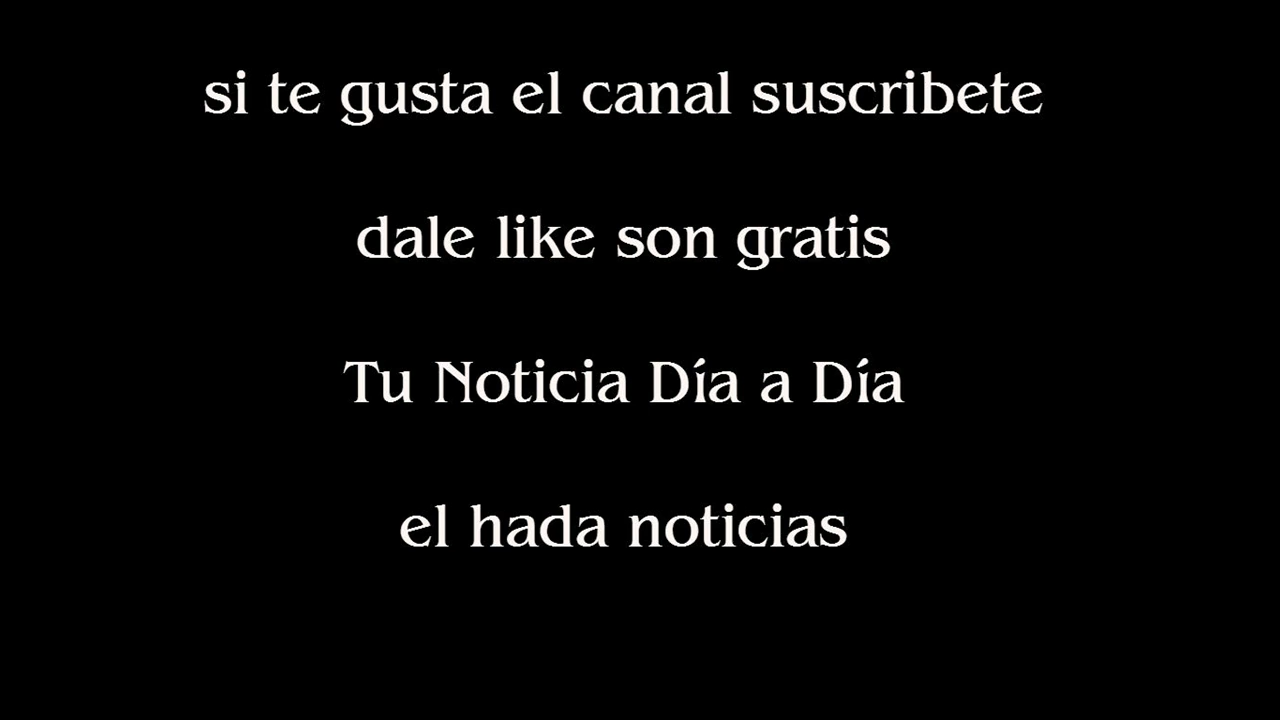 si te gusta el canal suscribete
dale like son gratis
Tu Noticia Día a Día
el hada noticias